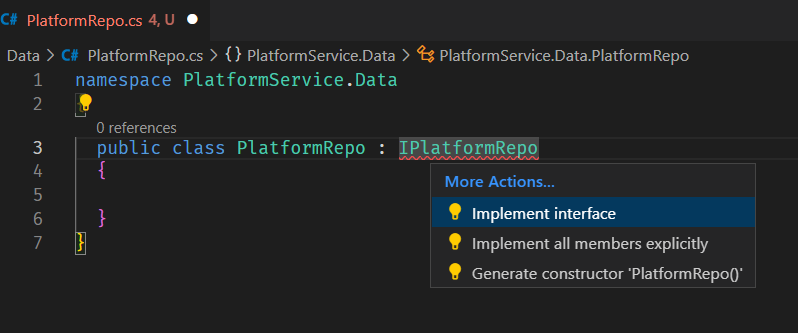 C# PlatformRepo.cs 4, U ●
Data > C# PlatformRepo.cs > {} PlatformService.Data > PlatformService.Data.PlatformRepo
1 namespace PlatformService.Data
2 {
0 references
3 public class PlatformRepo : IPlatformRepo
4 {
5
6 }
7 }
More Actions...
Implement interface
Implement all members explicitly
Generate constructor 'PlatformRepo()'